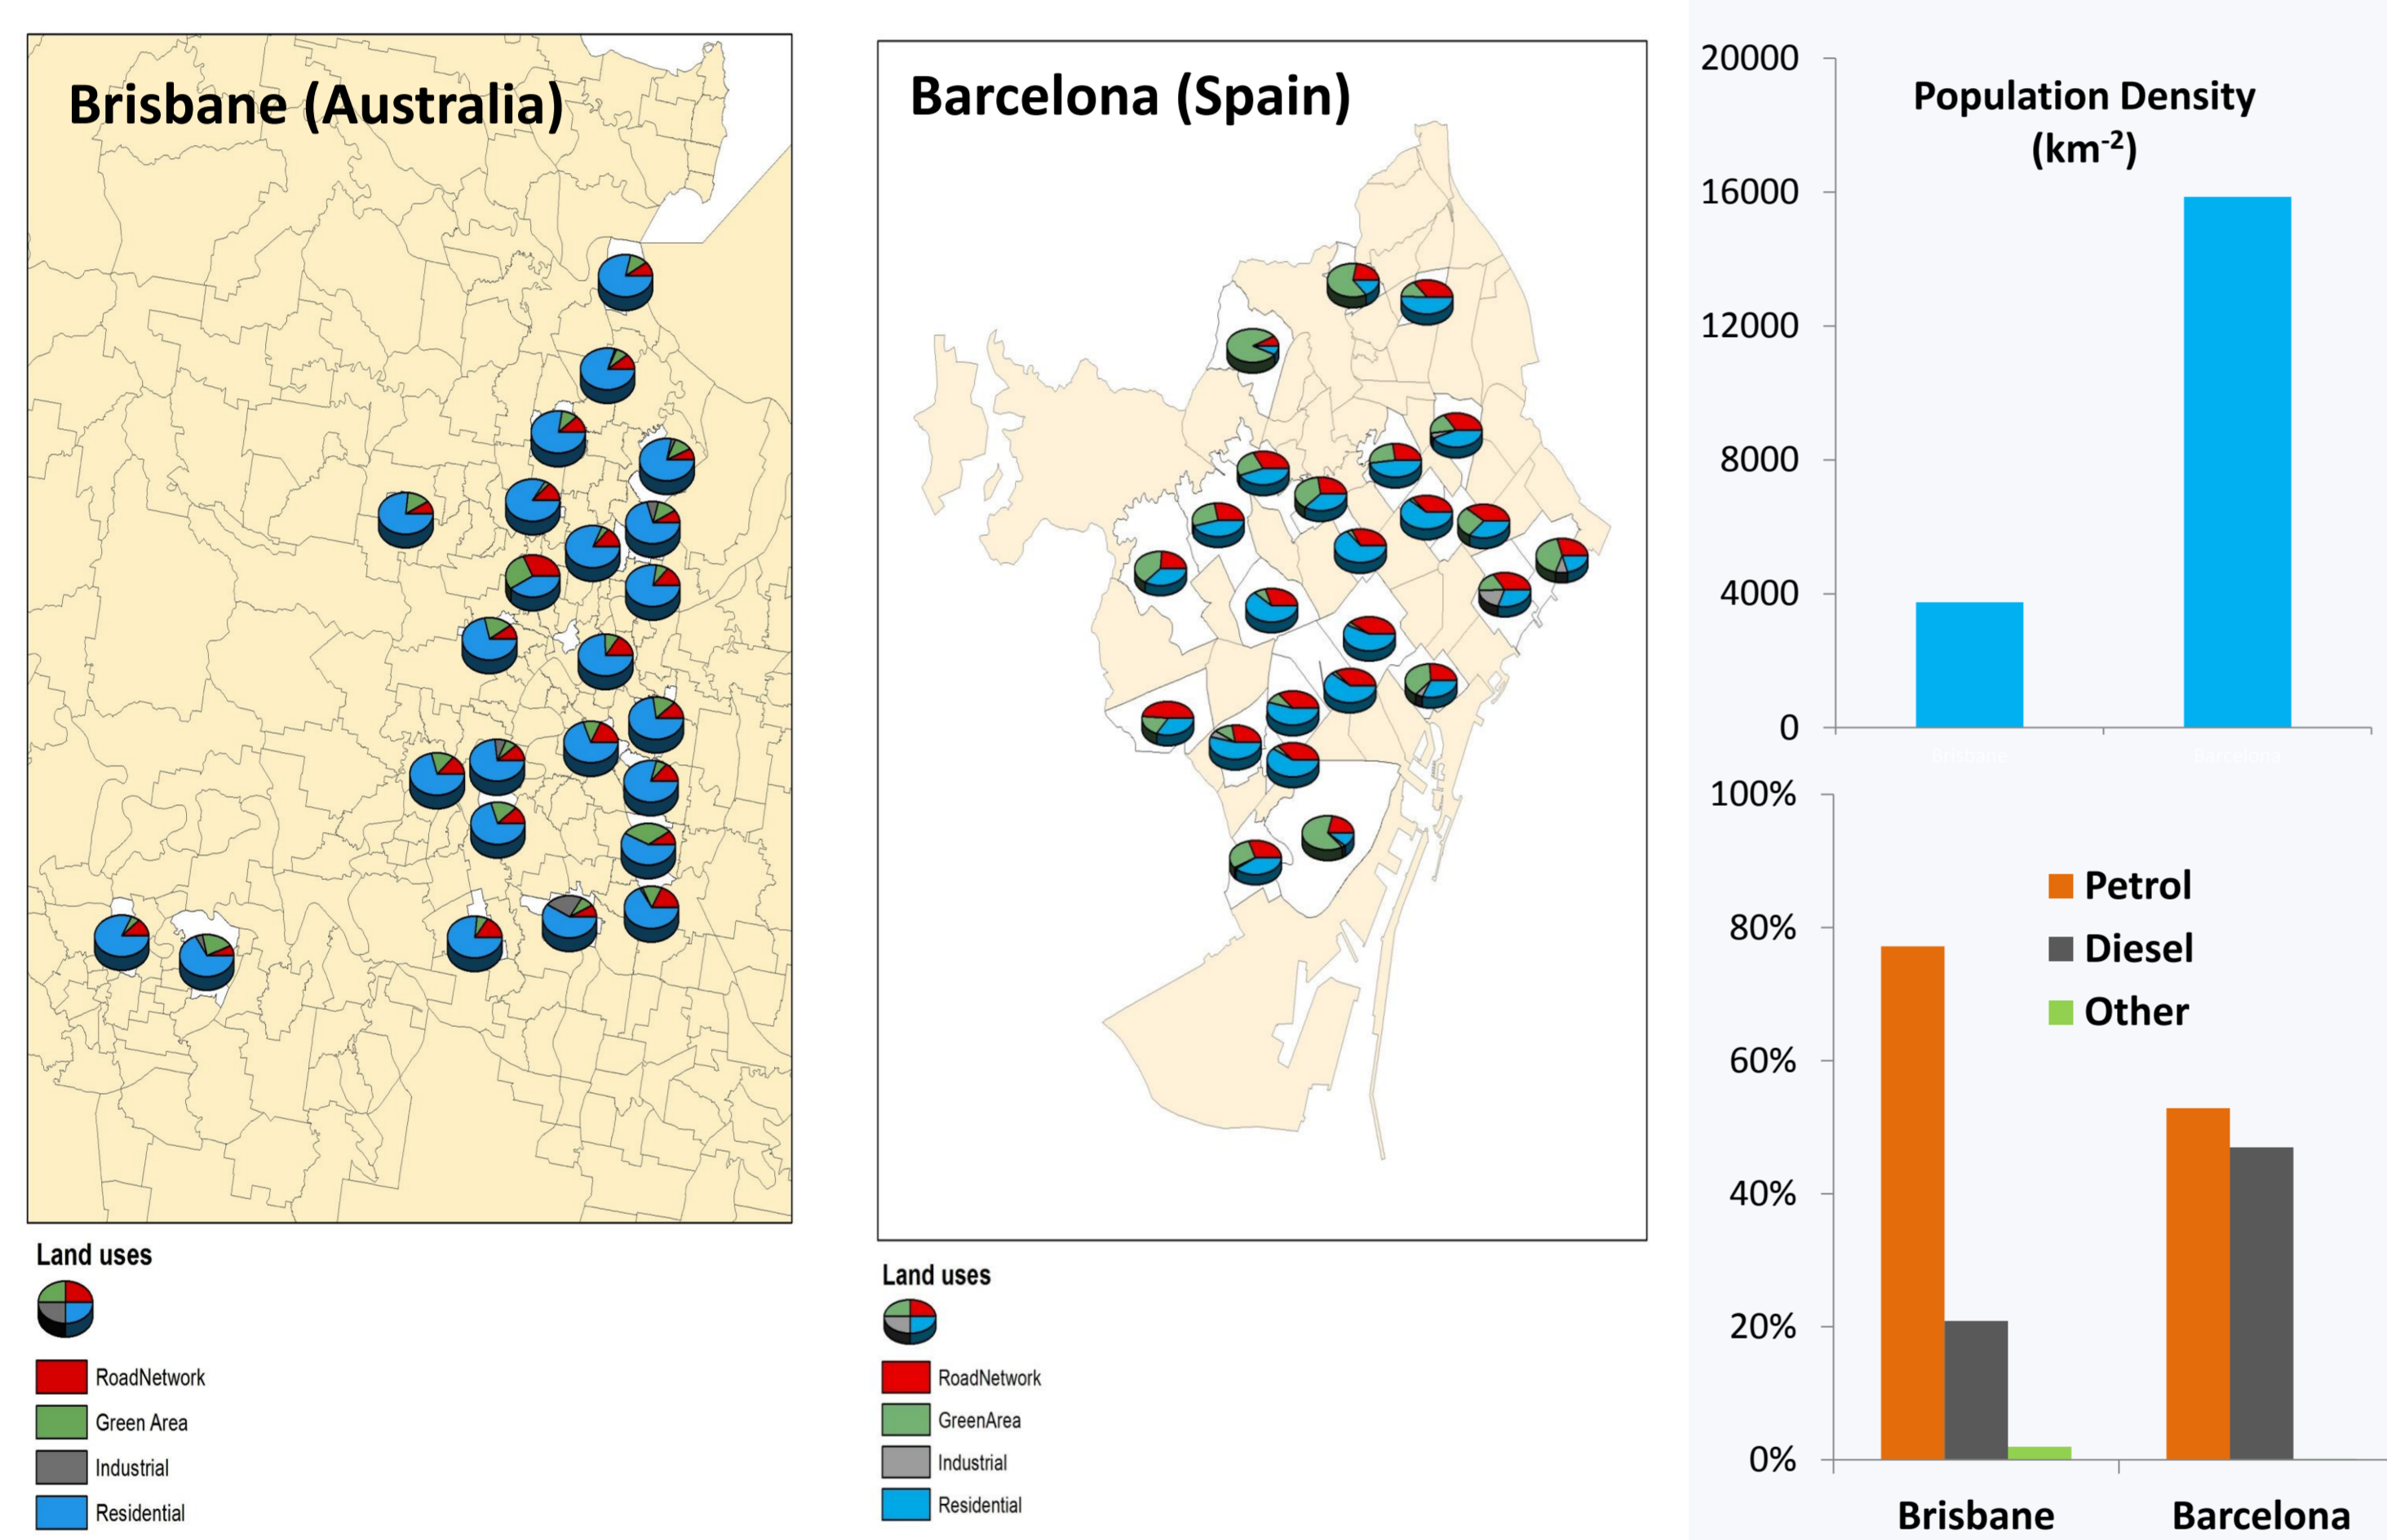 Brisbane (Australia)
Land uses
RoadNetwork
Green Area
Industrial
Residential
Barcelona (Spain)
Land uses
RoadNetwork
GreenArea
Industrial
Residential
Population Density
(km-2)
20000
16000
12000
8000
4000
0
Brisbane
Barcelona
100%
80%
60%
40%
20%
0%
Petrol
Diesel
Other
Brisbane
Barcelona